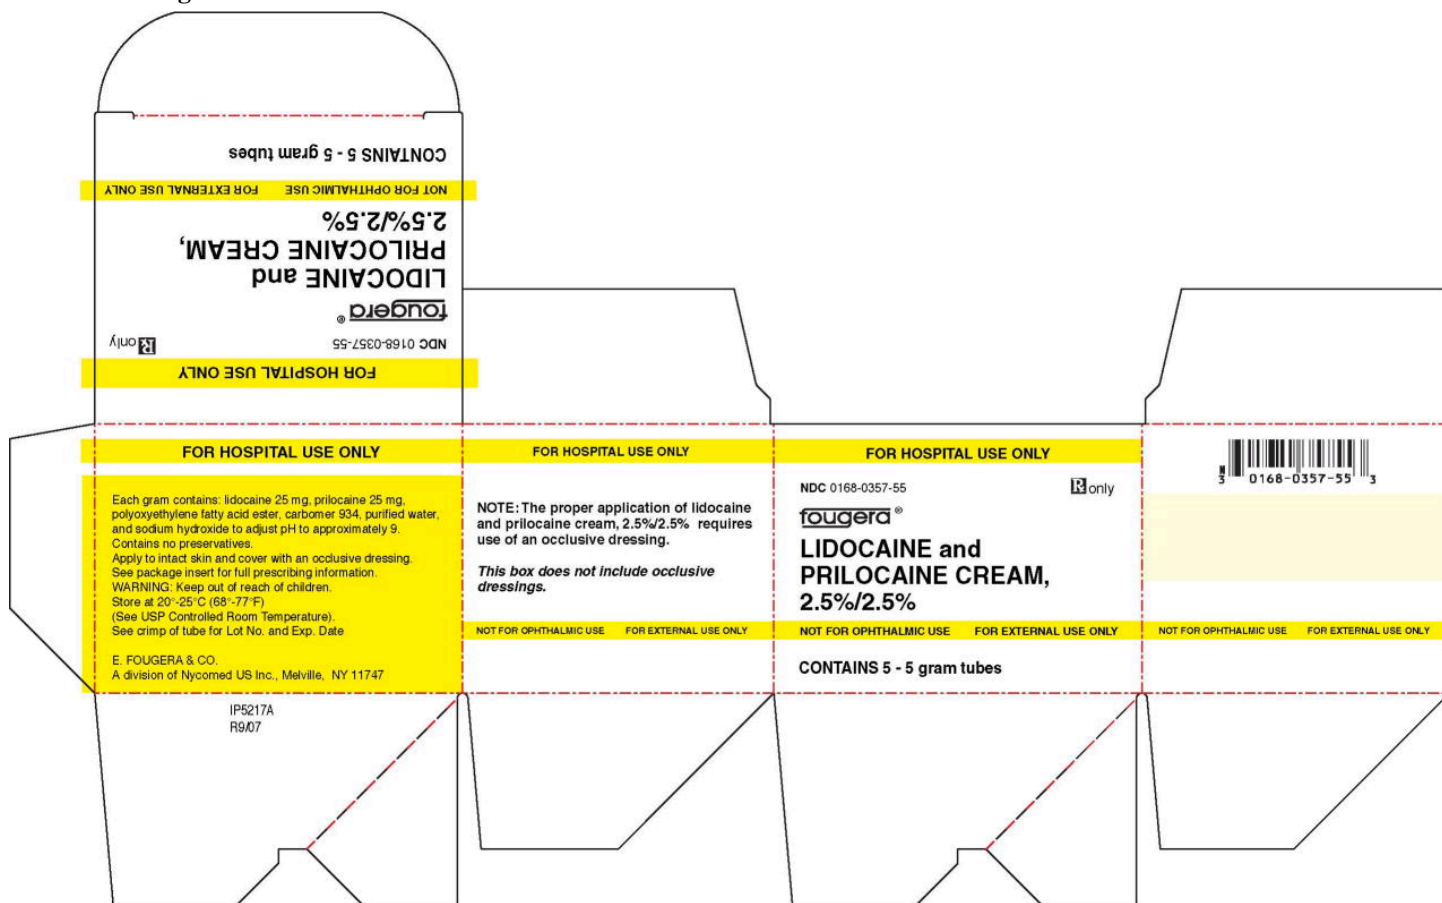 CONTAINS 5 - 5 gram tubes
NOT FOR OPHTHALMIC USE FOR EXTERNAL USE ONLY
2.5%/2.5%
PRILOCAINE CREAM,
LIDOCAINE and
fougera®
NDC 0168-0357-55 Rx only
FOR HOSPITAL USE ONLY
FOR HOSPITAL USE ONLY
Each gram contains: lidocaine 25 mg, prilocaine 25 mg,
polyoxyethylene fatty acid ester, carbomer 934, purified water,
and sodium hydroxide to adjust pH to approximately 9.
Contains no preservatives.
Apply to intact skin and cover with an occlusive dressing.
See package insert for full prescribing information.
WARNING: Keep out of reach of children.
Store at 20°-25°C (68°-77°F)
(See USP Controlled Room Temperature).
See crimp of tube for Lot No. and Exp. Date
E. FOUGERA & CO.
A division of Nycomed US Inc., Melville, NY 11747
IP5217A
R9/07
FOR HOSPITAL USE ONLY
NOTE: The proper application of lidocaine
and prilocaine cream, 2.5%/2.5% requires
use of an occlusive dressing.
This box does not include occlusive
dressings.
NOT FOR OPHTHALMIC USE FOR EXTERNAL USE ONLY
FOR HOSPITAL USE ONLY
NDC 0168-0357-55 Rx only
fougera®
LIDOCAINE and
PRILOCAINE CREAM,
2.5%/2.5%
NOT FOR OPHTHALMIC USE FOR EXTERNAL USE ONLY
CONTAINS 5 - 5 gram tubes
N
3 0168-0357-55 3
NOT FOR OPHTHALMIC USE FOR EXTERNAL USE ONLY